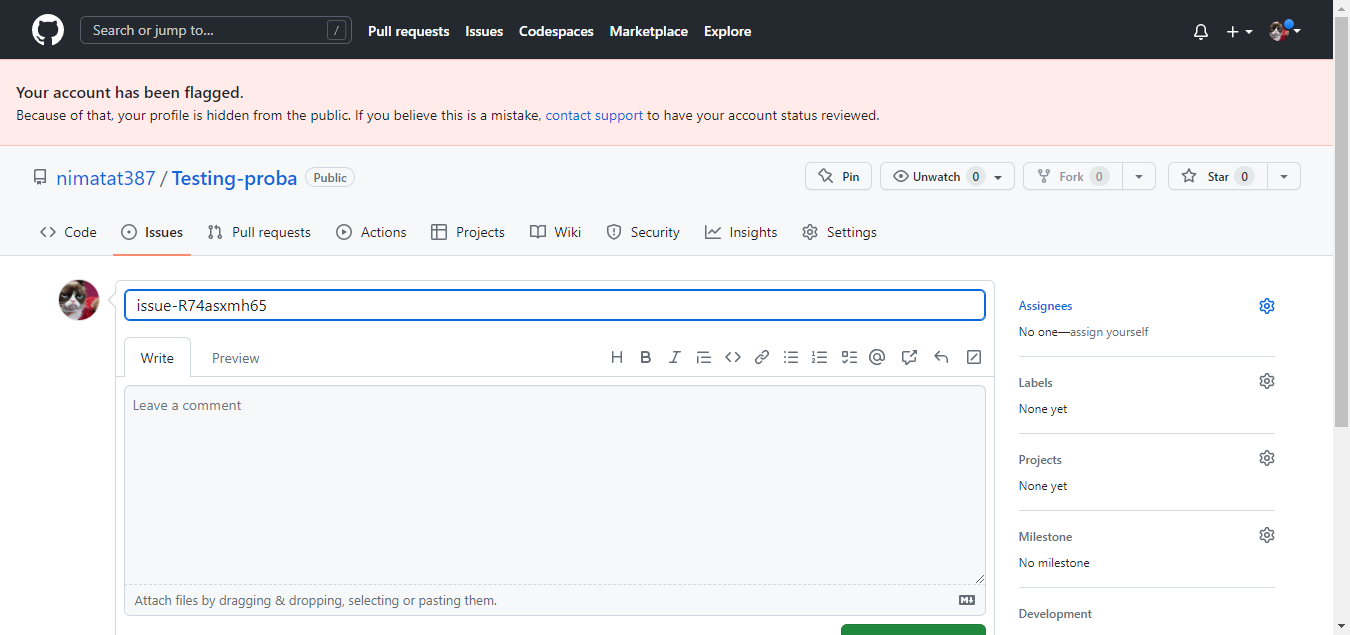 Search or jump to... /
Pull requests Issues Codespaces Marketplace Explore
Your account has been flagged.
Because of that, your profile is hidden from the public. If you believe this is a mistake, contact support to have your account status reviewed.
nimatat387 / Testing-proba Public
Pin Unwatch 0 Fork 0 Star 0
Code Issues Pull requests Actions Projects Wiki Security Insights Settings
issue-R74asxmh65
Write Preview
Leave a comment
Attach files by dragging & dropping, selecting or pasting them.
Assignees
No one—assign yourself
Labels
None yet
Projects
None yet
Milestone
No milestone
Development